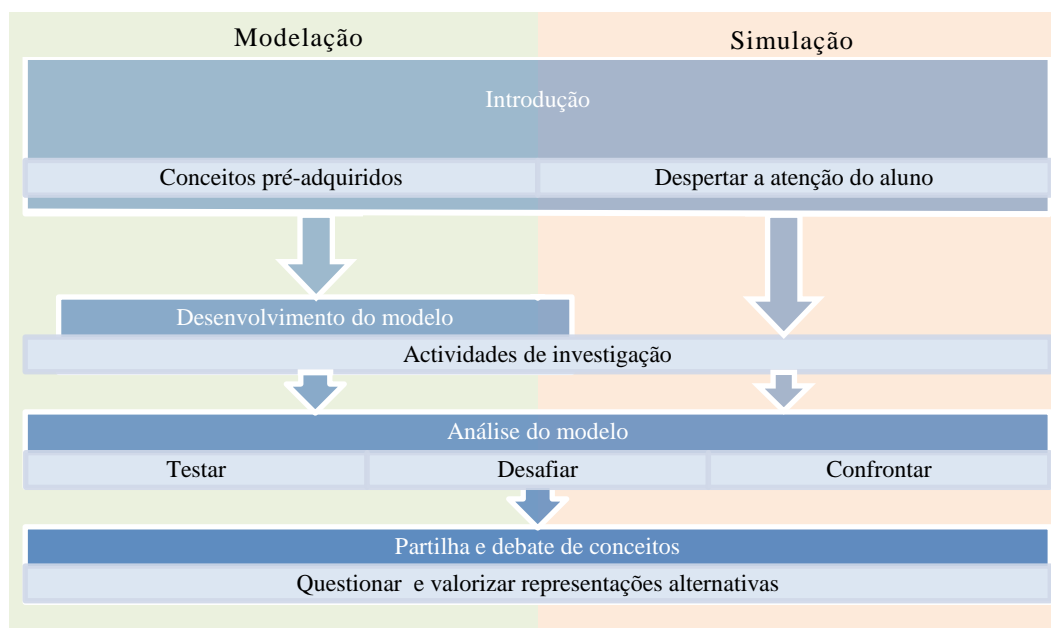 Modelação
Simulação
Introdução
Conceitos pré-adquiridos
Despertar a atenção do aluno
Desenvolvimento do modelo
Actividades de investigação
Análise do modelo
Testar
Desafiar
Confrontar
Partilha e debate de conceitos
Questionar e valorizar representações alternativas